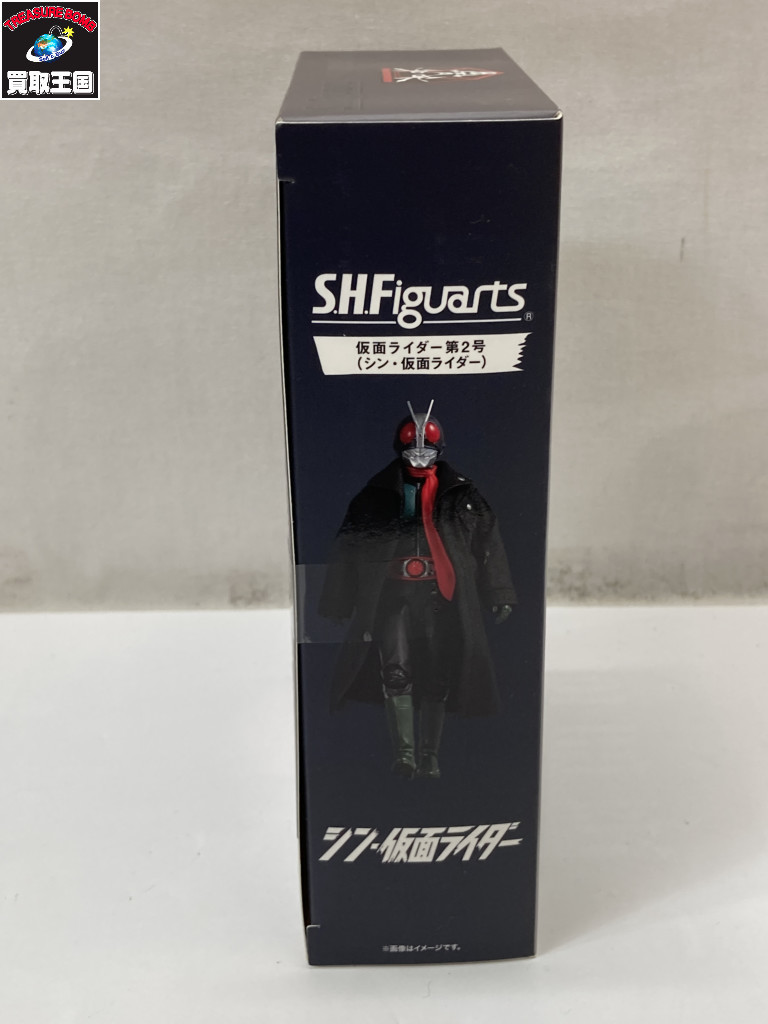 TREASURE BOMB
買取王国
S.H.Figuarts
®
仮面ライダー第2号
(シン・仮面ライダー)
シン・仮面ライダー
※画像はイメージです。